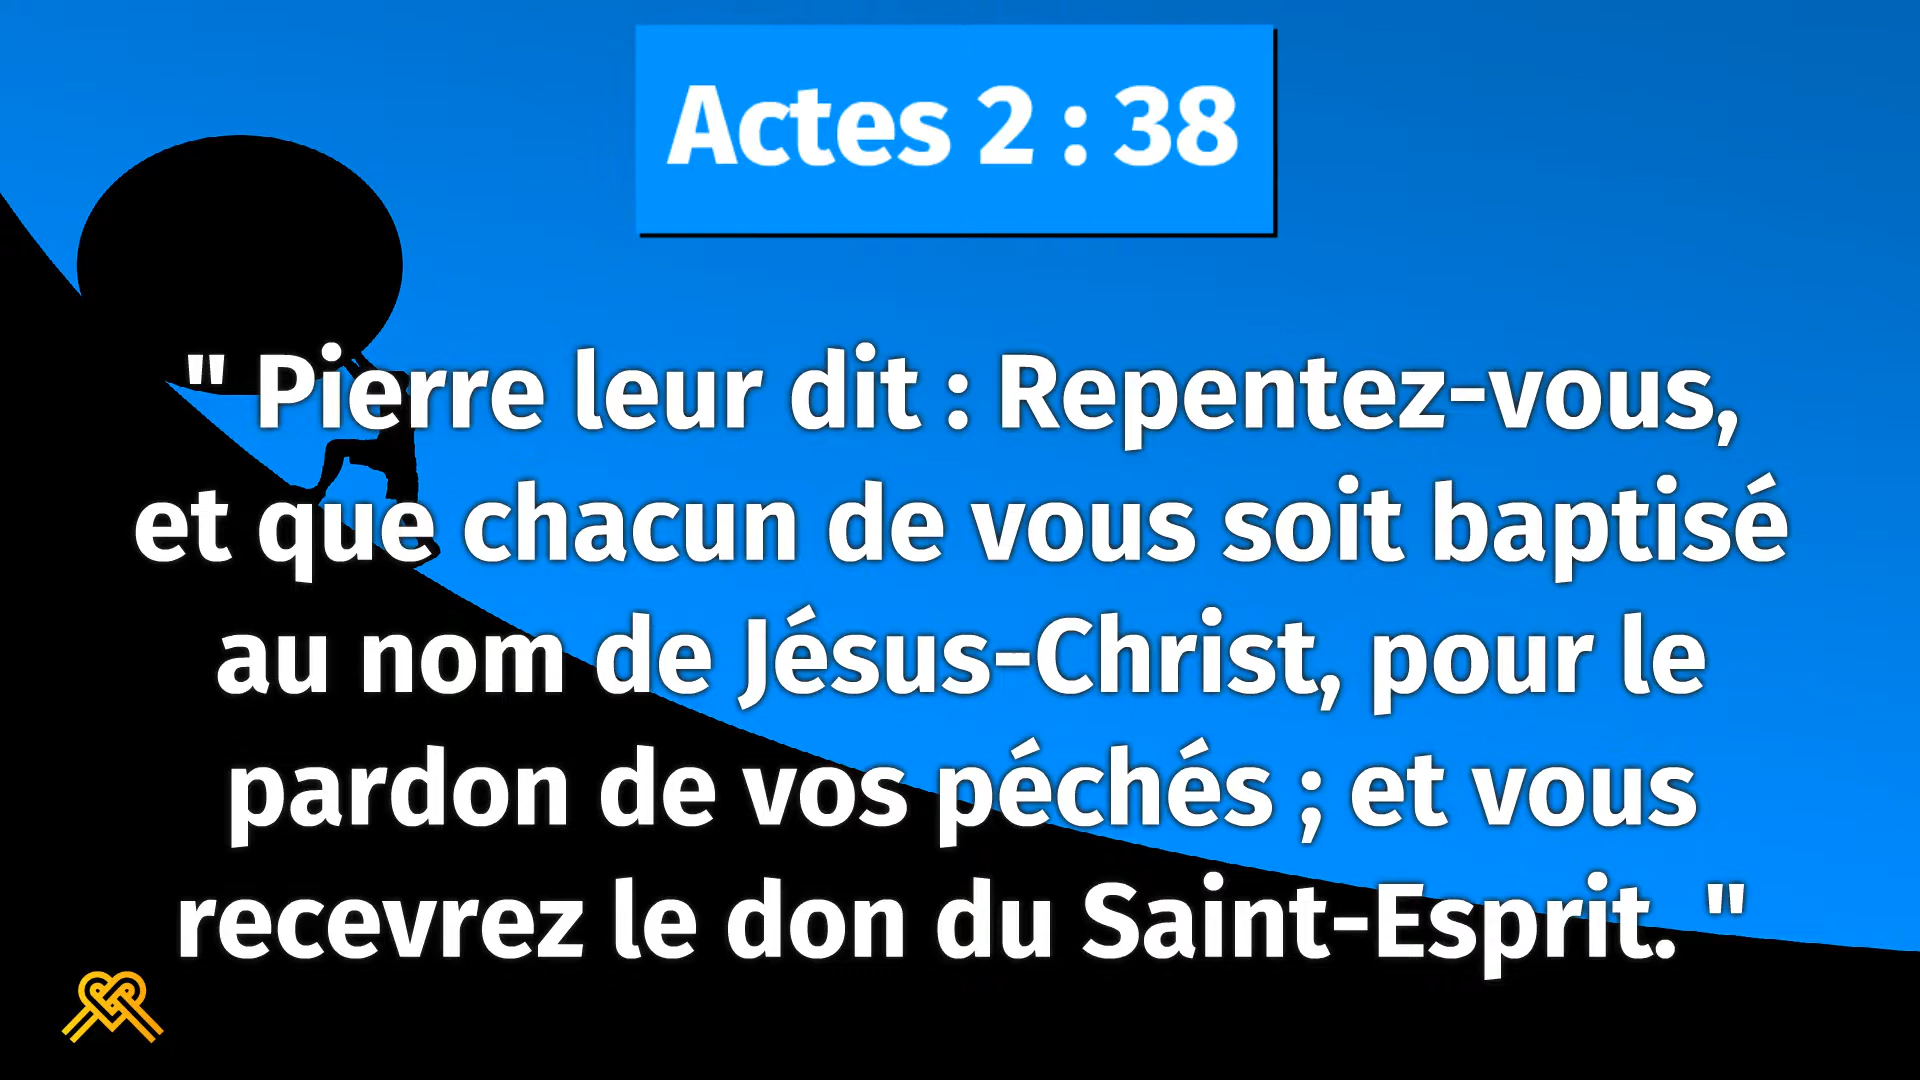 Actes 2 : 38
" Pierre leur dit : Repentez-vous,
et que chacun de vous soit baptisé
au nom de Jésus-Christ, pour le
pardon de vos péchés ; et vous
recevrez le don du Saint-Esprit. "